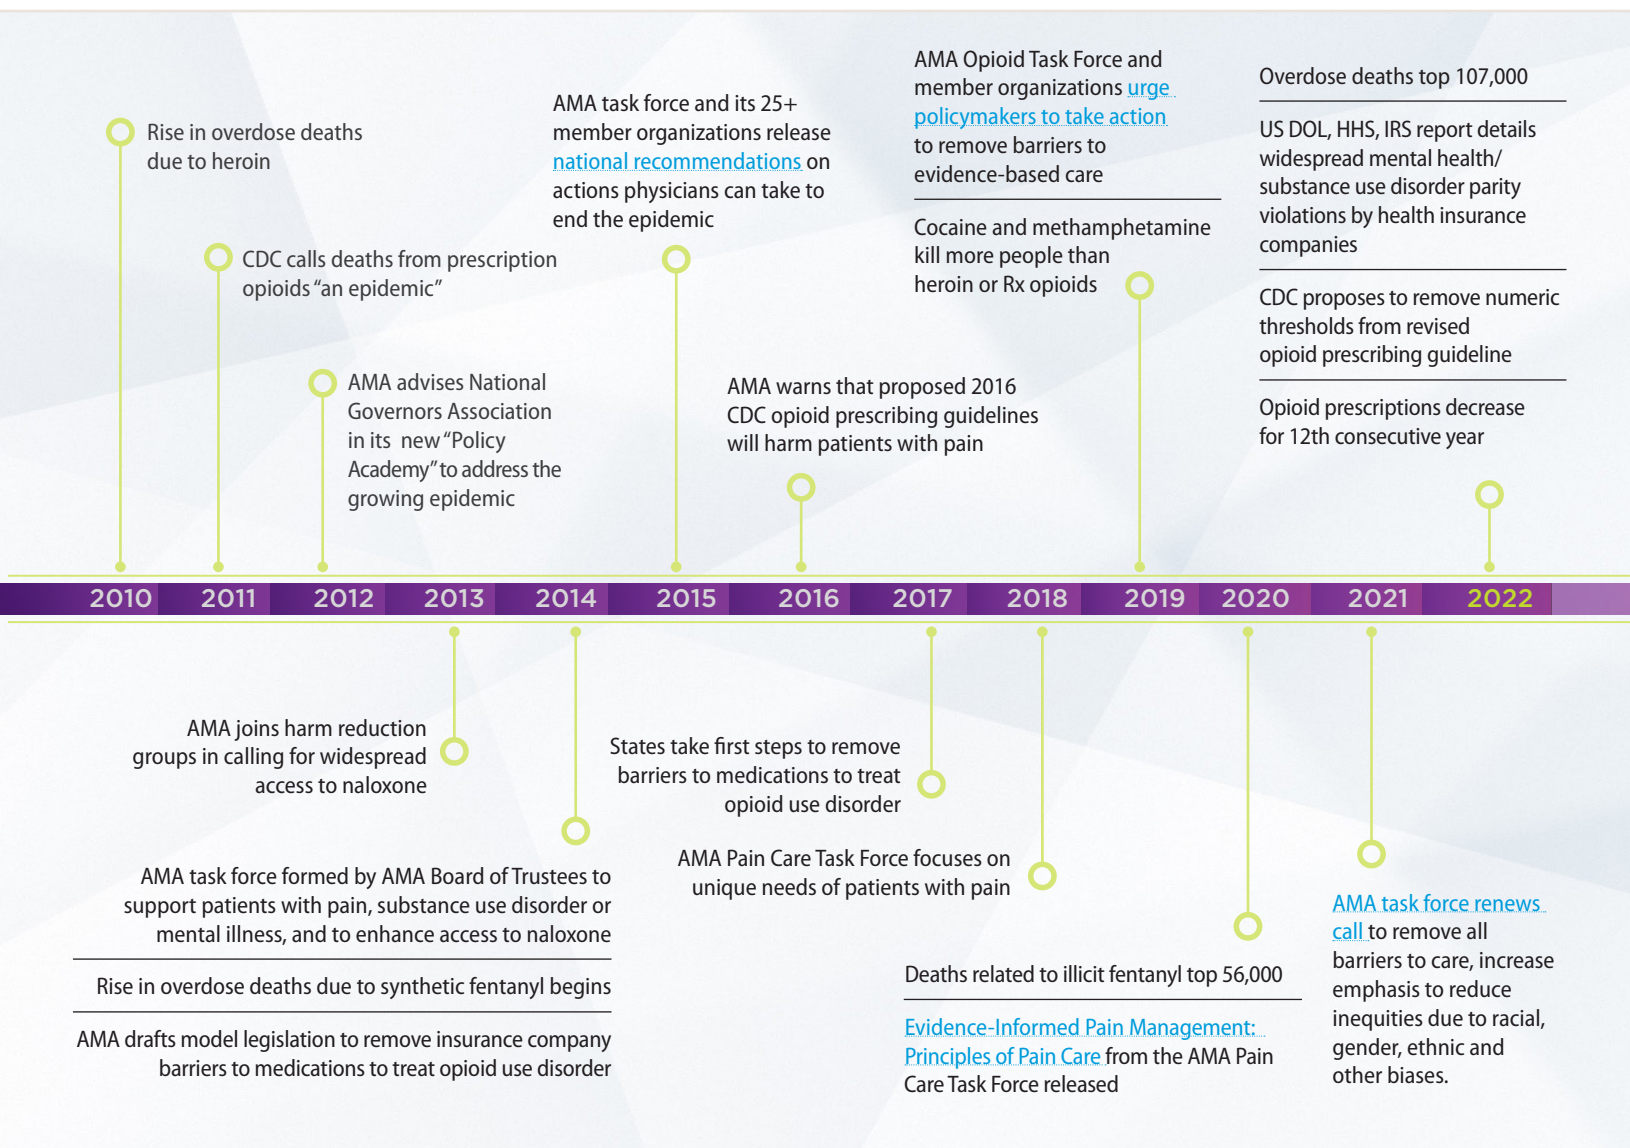 Rise in overdose deaths
due to heroin
CDC calls deaths from prescription
opioids “an epidemic”
AMA advises National
Governors Association
in its new “Policy
Academy” to address the
growing epidemic
AMA task force and its 25+
member organizations release
national recommendations on
actions physicians can take to
end the epidemic
AMA warns that proposed 2016
CDC opioid prescribing guidelines
will harm patients with pain
AMA Opioid Task Force and
member organizations urge
policymakers to take action
to remove barriers to
evidence-based care
Cocaine and methamphetamine
kill more people than
heroin or Rx opioids
Overdose deaths top 107,000
US DOL, HHS, IRS report details
widespread mental health/
substance use disorder parity
violations by health insurance
companies
CDC proposes to remove numeric
thresholds from revised
opioid prescribing guideline
Opioid prescriptions decrease
for 12th consecutive year
2010 2011 2012 2013 2014 2015 2016 2017 2018 2019 2020 2021 2022
AMA joins harm reduction
groups in calling for widespread
access to naloxone
AMA task force formed by AMA Board of Trustees to
support patients with pain, substance use disorder or
mental illness, and to enhance access to naloxone
Rise in overdose deaths due to synthetic fentanyl begins
AMA drafts model legislation to remove insurance company
barriers to medications to treat opioid use disorder
States take first steps to remove
barriers to medications to treat
opioid use disorder
AMA Pain Care Task Force focuses on
unique needs of patients with pain
Deaths related to illicit fentanyl top 56,000
Evidence-Informed Pain Management:
Principles of Pain Care from the AMA Pain
Care Task Force released
AMA task force renews
call to remove all
barriers to care, increase
emphasis to reduce
inequities due to racial,
gender, ethnic and
other biases.